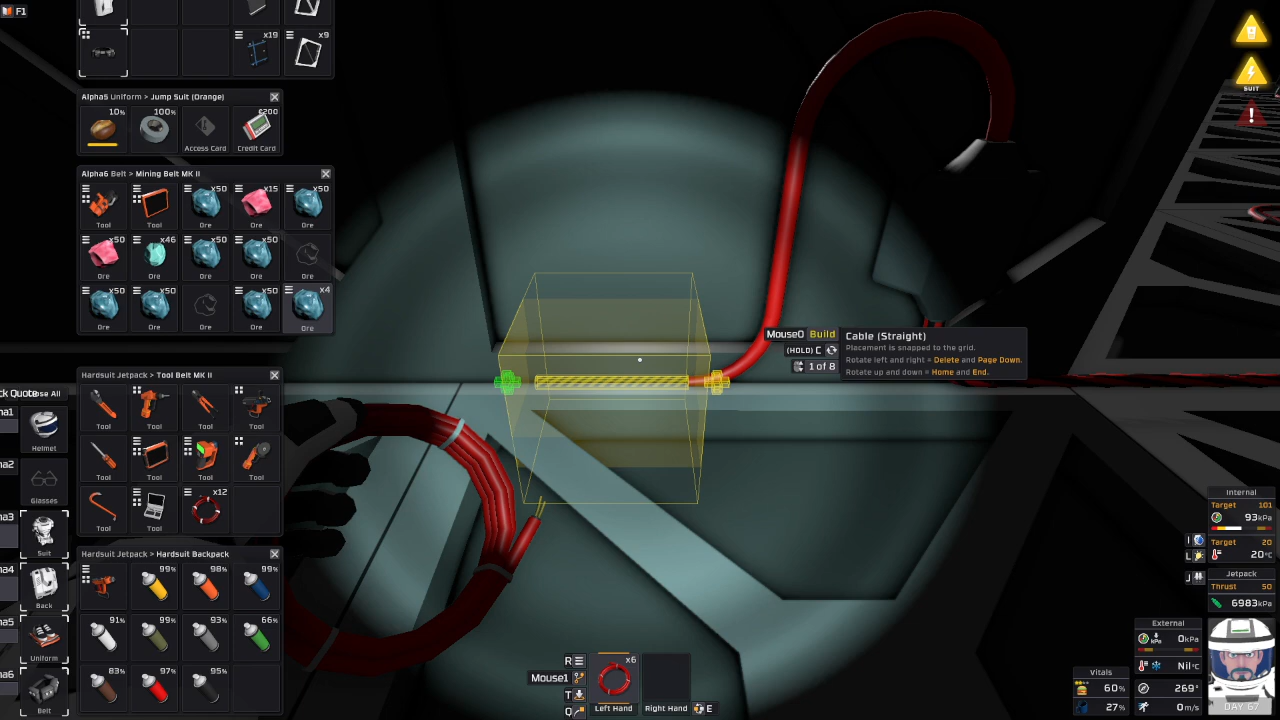 F1
x19
x9
Alpha5 Uniform > Jump Suit (Orange)
10%
100%
$200
Access Card
Credit Card
Alpha6 Belt > Mining Belt MK II
x50
x15
x50
Tool
Tool
Ore
Ore
Ore
x50
x46
x50
x50
Ore
Ore
Ore
Ore
Ore
x50
x50
x50
x4
Ore
Ore
Ore
Ore
Ore
SUIT
Mouse0 Build
(HOLD) C
1 of 8
Cable (Straight)
Placement is snapped to the grid.
Rotate left and right = Delete and Page Down.
Rotate up and down = Home and End.
Hardsuit Jetpack > Tool Belt MK II
Tool
Tool
Tool
Tool
Tool
Tool
Tool
Tool
x12
Tool
Tool
Tool
Helmet
Glasses
Suit
Back
Uniform
Belt
Hardsuit Jetpack > Hardsuit Backpack
99%
98%
99%
91%
99%
93%
66%
83%
97%
95%
R
Mouse1
T
Q
x6
Left Hand
Right Hand
E
Internal
Target 101
93kPa
Target 20
20°C
I
L
J
Jetpack
Thrust 50
6983kPa
External
0kPa
Nil°C
269°
0m/s
Vitals
60%
27%
DAY 67